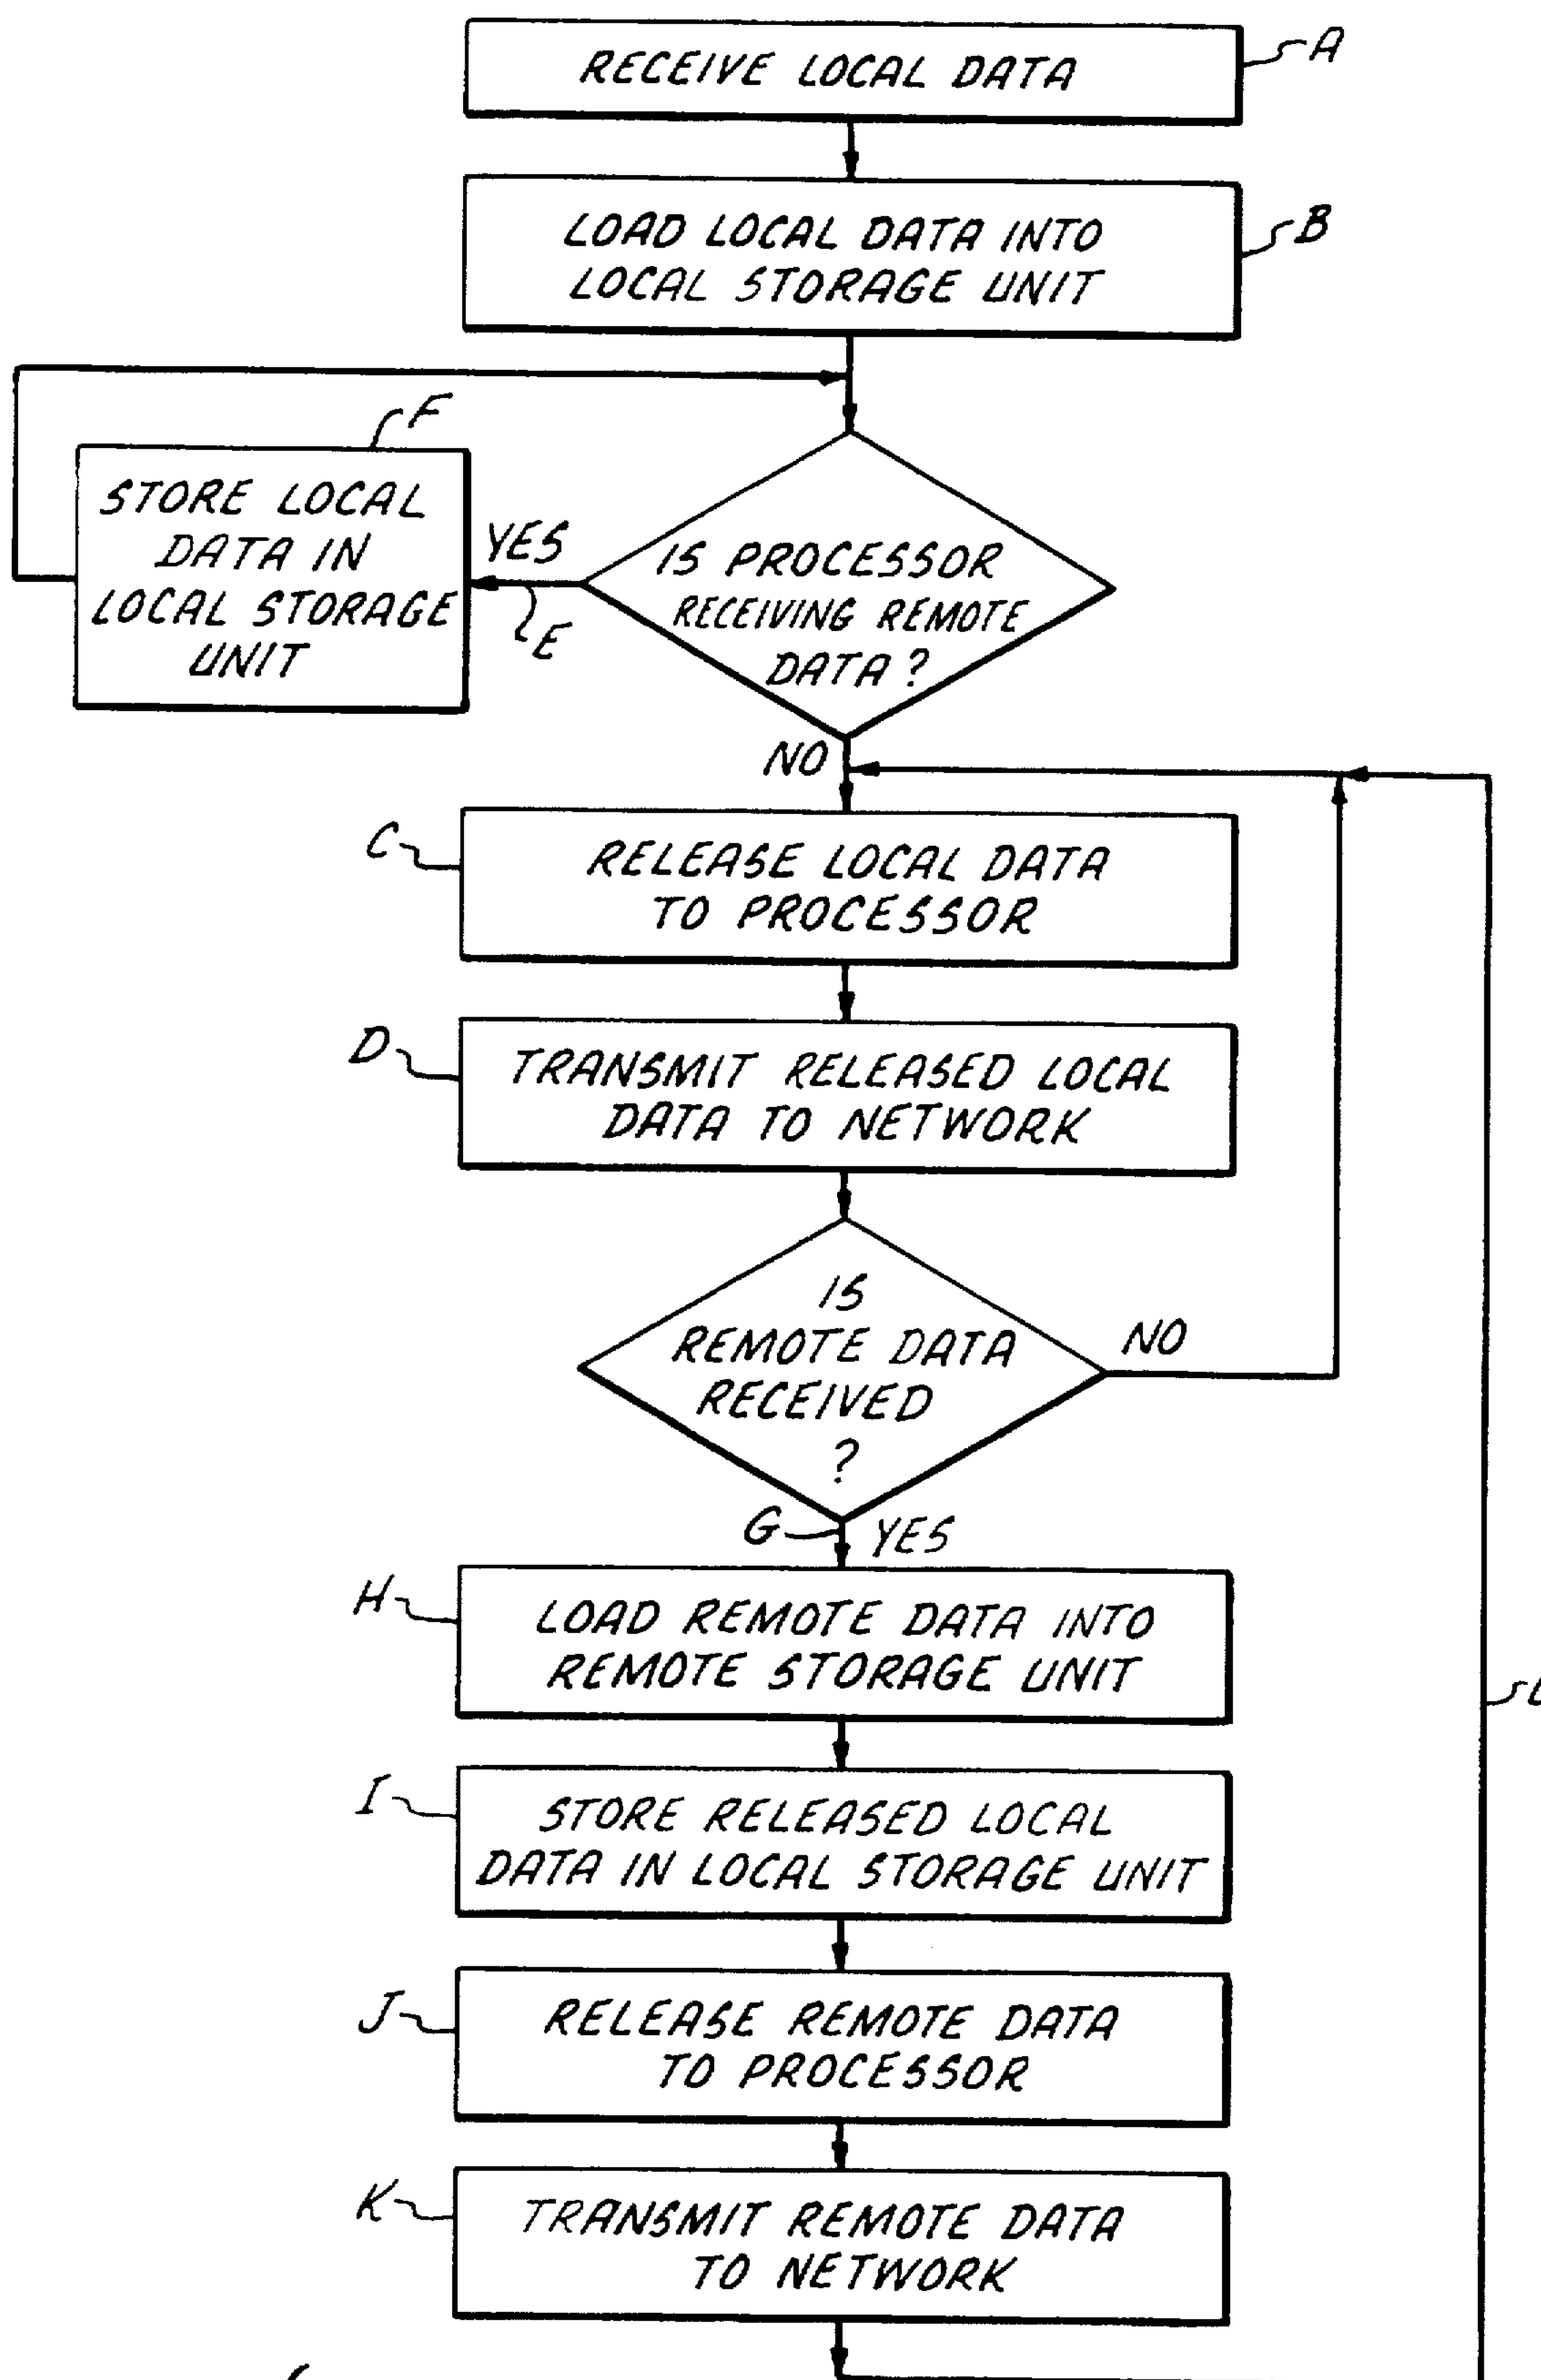 RECEIVE LOCAL DATA
A
LOAD LOCAL DATA INTO
LOCAL STORAGE UNIT
B
F
STORE LOCAL
DATA IN
LOCAL STORAGE
UNIT
YES
E
IS PROCESSOR
RECEIVING REMOTE
DATA?
NO
C
RELEASE LOCAL DATA
TO PROCESSOR
D
TRANSMIT RELEASED LOCAL
DATA TO NETWORK
IS
REMOTE DATA
RECEIVED
?
NO
G
YES
H
LOAD REMOTE DATA INTO
REMOTE STORAGE UNIT
I
STORE RELEASED LOCAL
DATA IN LOCAL STORAGE UNIT
J
RELEASE REMOTE DATA
TO PROCESSOR
K
TRANSMIT REMOTE DATA
TO NETWORK